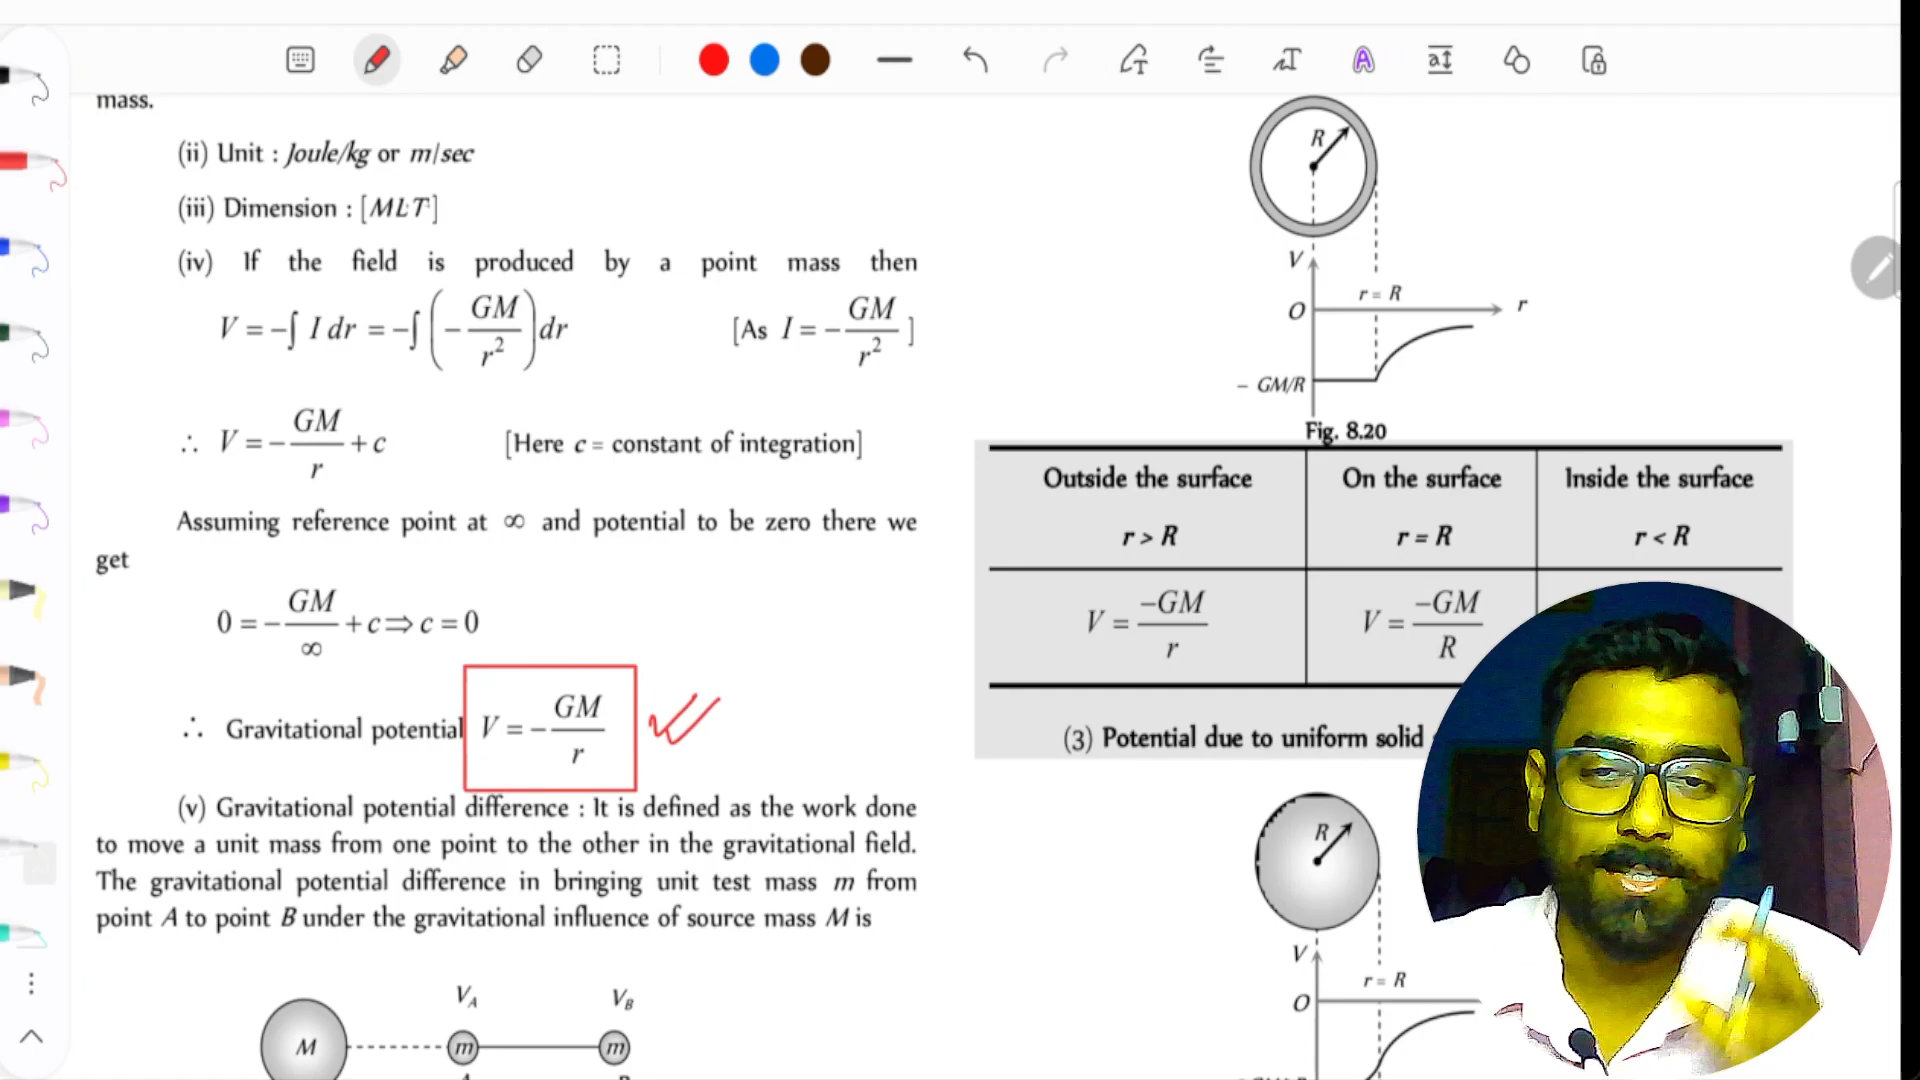 mass.
(ii) Unit : Joule/kg or m/sec
(iii) Dimension : [MLT]
(iv) If the field is produced by a point mass then
V = -∫ I dr = -∫ ( - GM/r² ) dr [As I = - GM/r² ]
∴ V = - GM/r + c [Here c = constant of integration]
Assuming reference point at ∞ and potential to be zero there we
get
0 = - GM/∞ + c ⇒ c = 0
∴ Gravitational potential V = - GM/r
(v) Gravitational potential difference : It is defined as the work done
to move a unit mass from one point to the other in the gravitational field.
The gravitational potential difference in bringing unit test mass m from
point A to point B under the gravitational influence of source mass M is
V_A V_B
M m m
R
V
r = R
O r
- GM/R
Fig. 8.20
Outside the surface On the surface Inside the surface
r > R r = R r < R
V = -GM/r V = -GM/R
(3) Potential due to uniform solid
R
V
r = R
O